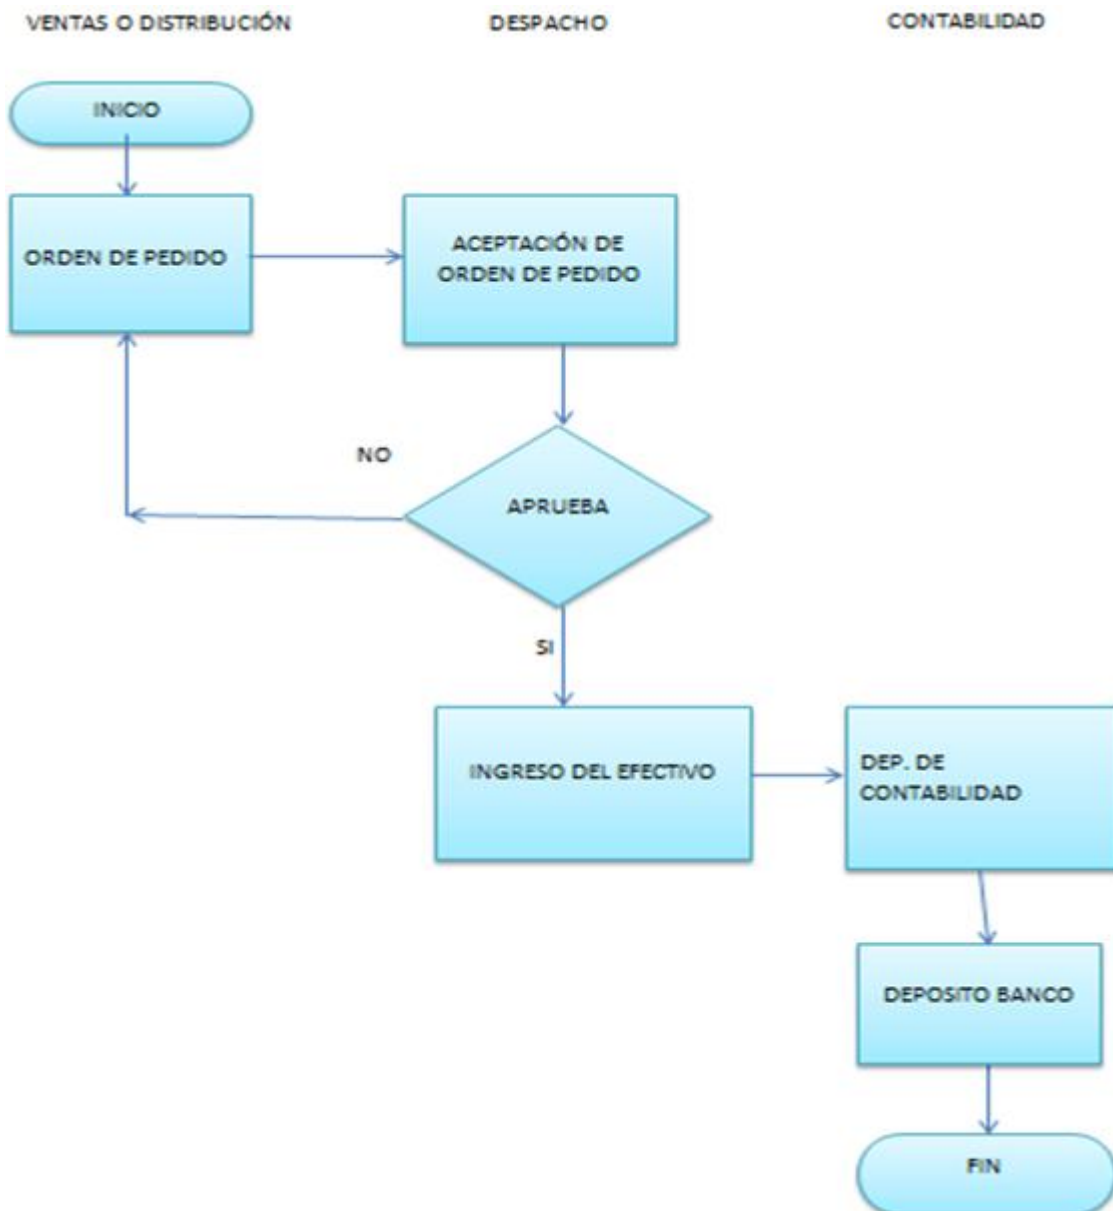 VENTAS O DISTRIBUCIÓN
DESPACHO
CONTABILIDAD
INICIO
ORDEN DE PEDIDO
ACEPTACIÓN DE
ORDEN DE PEDIDO
NO
APRUEBA
SI
INGRESO DEL EFECTIVO
DEP. DE
CONTABILIDAD
DEPOSITO BANCO
FIN